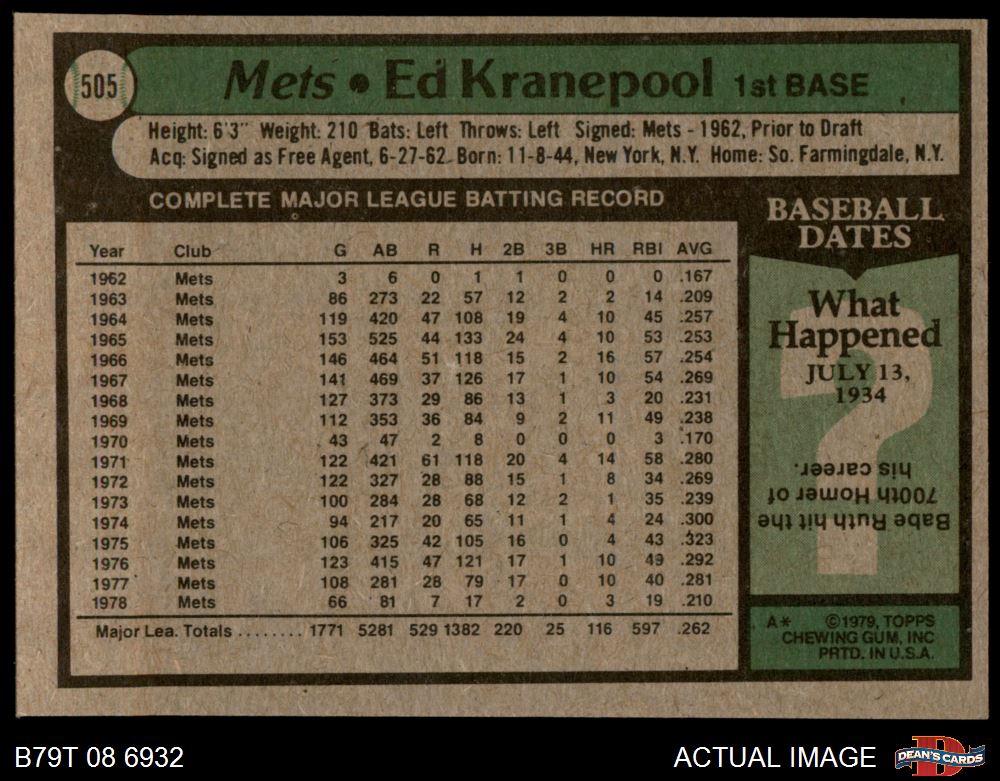 505
Mets • Ed Kranepool 1st BASE
Height: 6'3" Weight: 210 Bats: Left Throws: Left Signed: Mets - 1962, Prior to Draft
Acq: Signed as Free Agent, 6-27-62 Born: 11-8-44, New York, N.Y. Home: So. Farmingdale, N.Y.
COMPLETE MAJOR LEAGUE BATTING RECORD
Year Club G AB R H 2B 3B HR RBI AVG
1962 Mets 3 6 0 1 1 0 0 0 .167
1963 Mets 86 273 22 57 12 2 2 14 .209
1964 Mets 119 420 47 108 19 4 10 45 .257
1965 Mets 153 525 44 133 24 4 10 53 .253
1966 Mets 146 464 51 118 15 2 16 57 .254
1967 Mets 141 469 37 126 17 1 10 54 .269
1968 Mets 127 373 29 86 13 1 3 20 .231
1969 Mets 112 353 36 84 9 2 11 49 .238
1970 Mets 43 47 2 8 0 0 0 3 .170
1971 Mets 122 421 61 118 20 4 14 58 .280
1972 Mets 122 327 28 88 15 1 8 34 .269
1973 Mets 100 284 28 68 12 2 1 35 .239
1974 Mets 94 217 20 65 11 1 4 24 .300
1975 Mets 106 325 42 105 16 0 4 43 .323
1976 Mets 123 415 47 121 17 1 10 49 .292
1977 Mets 108 281 28 79 17 0 10 40 .281
1978 Mets 66 81 7 17 2 0 3 19 .210
Major Lea. Totals ........ 1771 5281 529 1382 220 25 116 597 .262
BASEBALL
DATES
What
Happened
JULY 13,
1934
?
Babe Ruth hit the
700th Homer of
his career.
A* ©1979, TOPPS
CHEWING GUM, INC
PRTD. IN U.S.A.
B79T 08 6932
ACTUAL IMAGE
D
DEAN'S CARDS